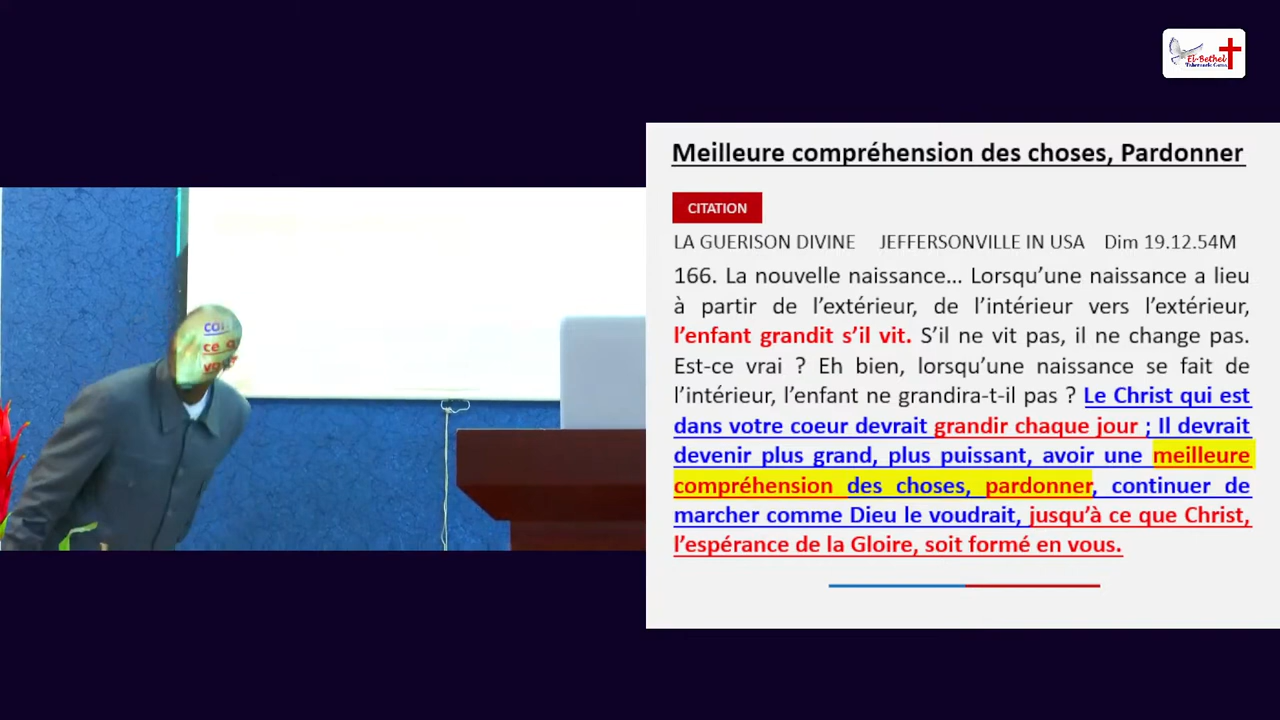 El-Bethel
Meilleure compréhension des choses, Pardonner
CITATION
LA GUERISON DIVINE JEFFERSONVILLE IN USA Dim 19.12.54M
166. La nouvelle naissance... Lorsqu’une naissance a lieu
à partir de l’extérieur, de l’intérieur vers l’extérieur,
l’enfant grandit s’il vit. S’il ne vit pas, il ne change pas.
Est-ce vrai ? Eh bien, lorsqu’une naissance se fait de
l’intérieur, l’enfant ne grandira-t-il pas ? Le Christ qui est
dans votre coeur devrait grandir chaque jour ; Il devrait
devenir plus grand, plus puissant, avoir une meilleure
compréhension des choses, pardonner, continuer de
marcher comme Dieu le voudrait, jusqu’à ce que Christ,
l’espérance de la Gloire, soit formé en vous.